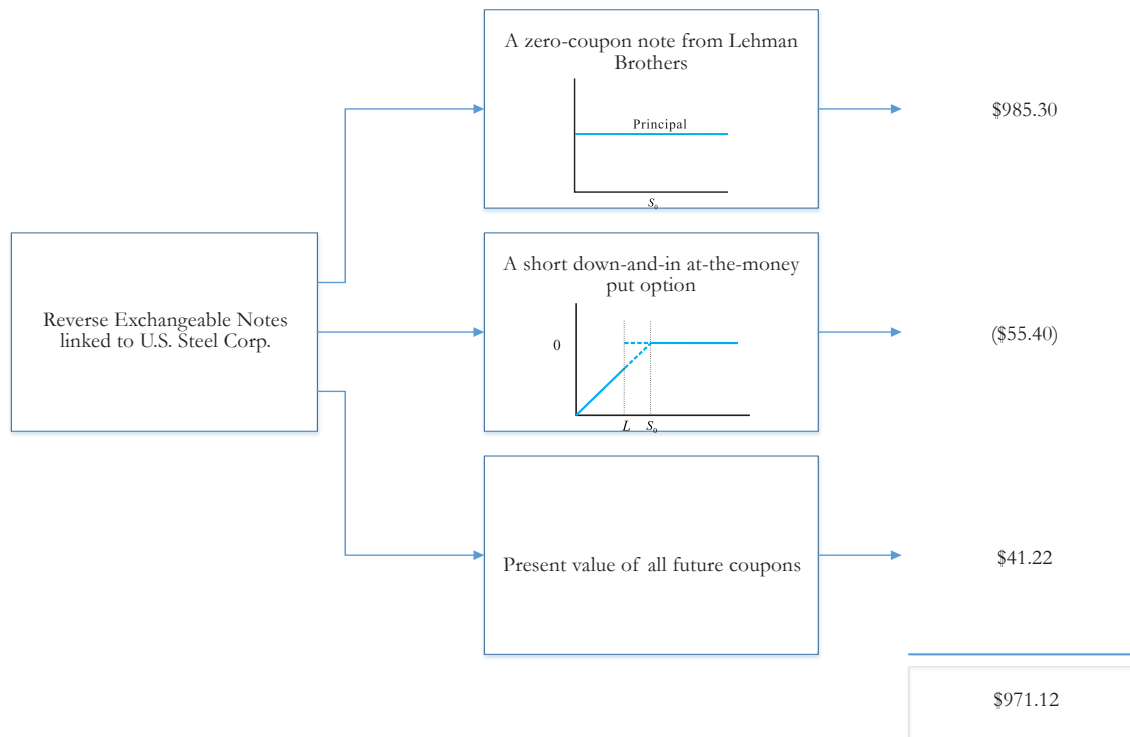 A zero-coupon note from Lehman
Brothers
Principal
S₀
$985.30
Reverse Exchangeable Notes
linked to U.S. Steel Corp.
A short down-and-in at-the-money
put option
0
L S₀
($55.40)
Present value of all future coupons
$41.22
$971.12